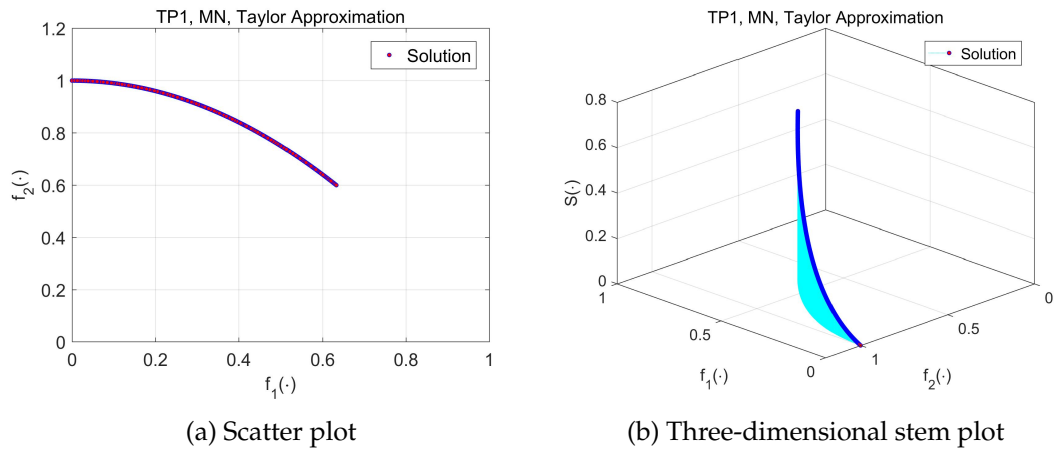 TP1, MN, Taylor Approximation
1.2
1
0.8
0.6
0.4
0.2
0
f₂(·)
Solution
0 0.2 0.4 0.6 0.8 1
f₁(·)
(a) Scatter plot
TP1, MN, Taylor Approximation
Solution
0.8
0.6
0.4
0.2
0
S(·)
1 0.5 0
f₁(·)
1 0.5 0
f₂(·)
(b) Three-dimensional stem plot